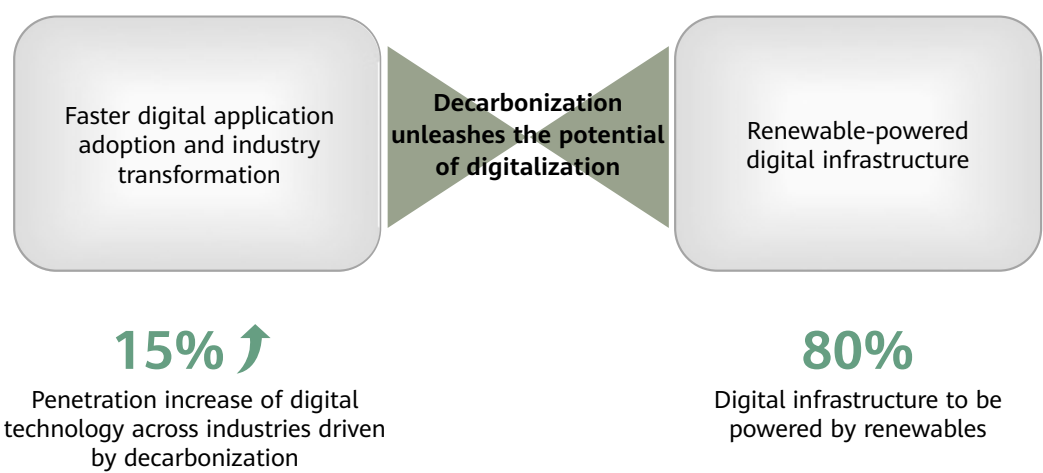 Faster digital application
adoption and industry
transformation
Decarbonization
unleashes the potential
of digitalization
Renewable-powered
digital infrastructure
15%
Penetration increase of digital
technology across industries driven
by decarbonization
80%
Digital infrastructure to be
powered by renewables